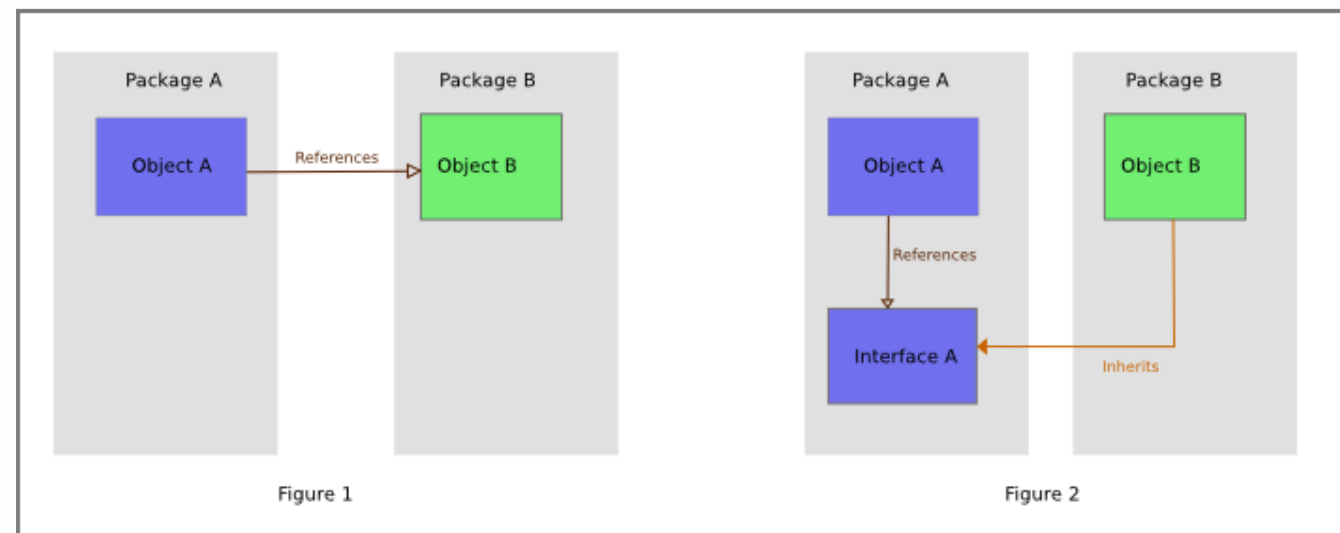 Package A
Package B
Object A
References
Object B
Figure 1
Package A
Package B
Object A
Object B
References
Interface A
Inherits
Figure 2